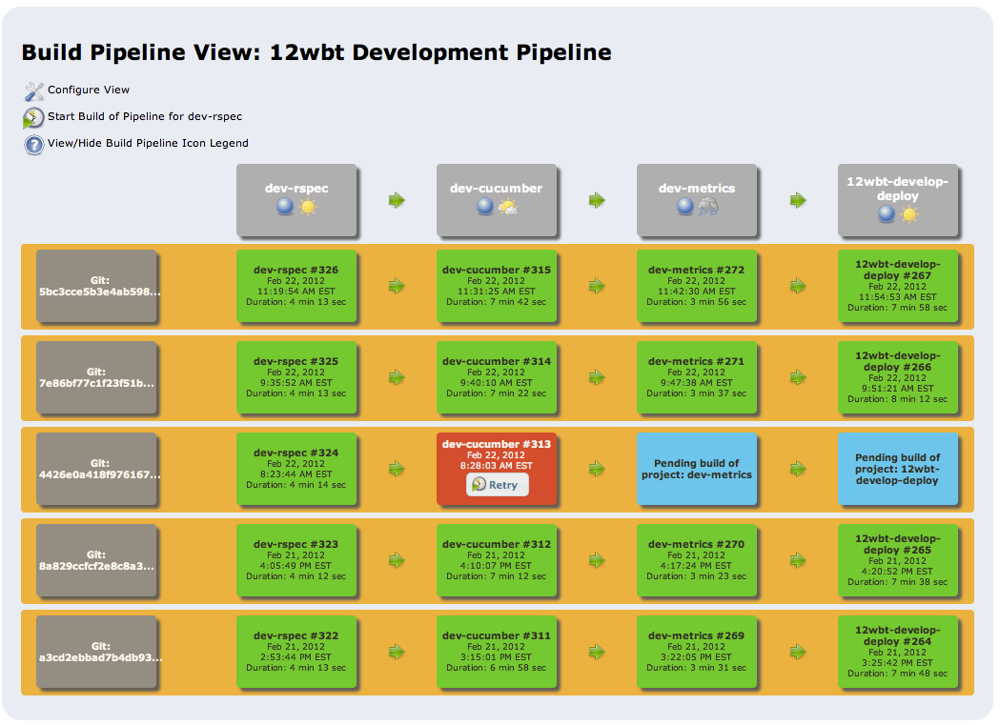 Build Pipeline View: 12wbt Development Pipeline
Configure View
Start Build of Pipeline for dev-rspec
View/Hide Build Pipeline Icon Legend
dev-rspec
dev-cucumber
dev-metrics
12wbt-develop-
deploy
Git:
5bc3cce5b3e4ab598...
dev-rspec #326
Feb 22, 2012
11:19:54 AM EST
Duration: 4 min 13 sec
dev-cucumber #315
Feb 22, 2012
11:31:25 AM EST
Duration: 7 min 42 sec
dev-metrics #272
Feb 22, 2012
11:42:30 AM EST
Duration: 3 min 56 sec
12wbt-develop-
deploy #267
Feb 22, 2012
11:54:53 AM EST
Duration: 7 min 58 sec
Git:
7e86bf77c1f23f51b...
dev-rspec #325
Feb 22, 2012
9:35:52 AM EST
Duration: 4 min 13 sec
dev-cucumber #314
Feb 22, 2012
9:40:10 AM EST
Duration: 7 min 22 sec
dev-metrics #271
Feb 22, 2012
9:47:38 AM EST
Duration: 3 min 37 sec
12wbt-develop-
deploy #266
Feb 22, 2012
9:51:21 AM EST
Duration: 8 min 12 sec
Git:
4426e0a418f976167...
dev-rspec #324
Feb 22, 2012
8:23:44 AM EST
Duration: 4 min 14 sec
dev-cucumber #313
Feb 22, 2012
8:28:03 AM EST
Retry
Pending build of
project: dev-metrics
Pending build of
project: 12wbt-
develop-deploy
Git:
8a829ccfcf2e8c8a3...
dev-rspec #323
Feb 21, 2012
4:05:49 PM EST
Duration: 4 min 12 sec
dev-cucumber #312
Feb 21, 2012
4:10:07 PM EST
Duration: 7 min 12 sec
dev-metrics #270
Feb 21, 2012
4:17:24 PM EST
Duration: 3 min 23 sec
12wbt-develop-
deploy #265
Feb 21, 2012
4:20:52 PM EST
Duration: 7 min 38 sec
Git:
a3cd2ebbad7b4db93...
dev-rspec #322
Feb 21, 2012
2:53:44 PM EST
Duration: 4 min 13 sec
dev-cucumber #311
Feb 21, 2012
3:15:01 PM EST
Duration: 6 min 58 sec
dev-metrics #269
Feb 21, 2012
3:22:05 PM EST
Duration: 3 min 31 sec
12wbt-develop-
deploy #264
Feb 21, 2012
3:25:42 PM EST
Duration: 7 min 48 sec